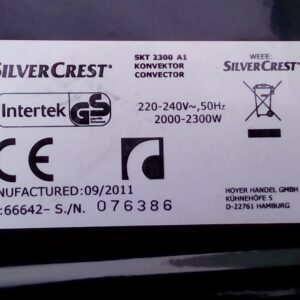 SKT 2300 A1
KONVEKTOR
CONVECTOR
WEEE:
SILVERCREST®
SILVERCREST®
Intertek GS
220-240V~,50Hz
2000-2300W
CE
NUFACTURED:09/2011
:66642- S./N. 076386
HOYER HANDEL GMBH
KÜHNEHÖFE 5
D-22761 HAMBURG